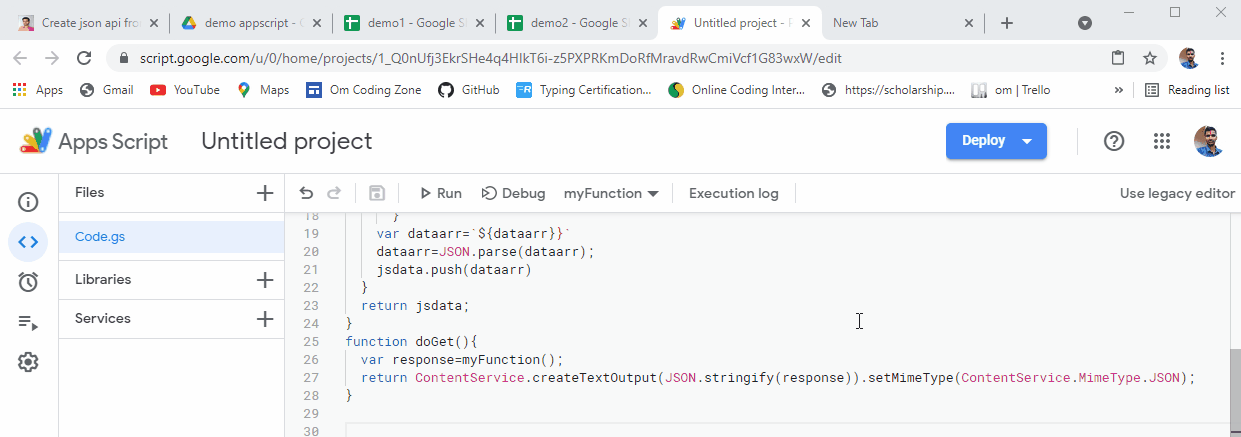 Create json api fro
demo appscript - G
demo1 - Google Sh
demo2 - Google Sh
Untitled project - P
New Tab
script.google.com/u/0/home/projects/1_Q0nUfj3EkrSHe4q4HIkT6i-z5PXPRKmDoRfMravdRwCmiVcf1G83wxW/edit
Apps
Gmail
YouTube
Maps
Om Coding Zone
GitHub
Typing Certification...
Online Coding Inter...
https://scholarship....
om | Trello
»
Reading list
Apps Script
Untitled project
Deploy
Files
Code.gs
Libraries
Services
Run
Debug
myFunction
Execution log
Use legacy editor
18 }
19 var dataarr=`${dataarr}}`
20 dataarr=JSON.parse(dataarr);
21 jsdata.push(dataarr)
22 }
23 return jsdata;
24 }
25 function doGet(){
26 var response=myFunction();
27 return ContentService.createTextOutput(JSON.stringify(response)).setMimeType(ContentService.MimeType.JSON);
28 }
29
30